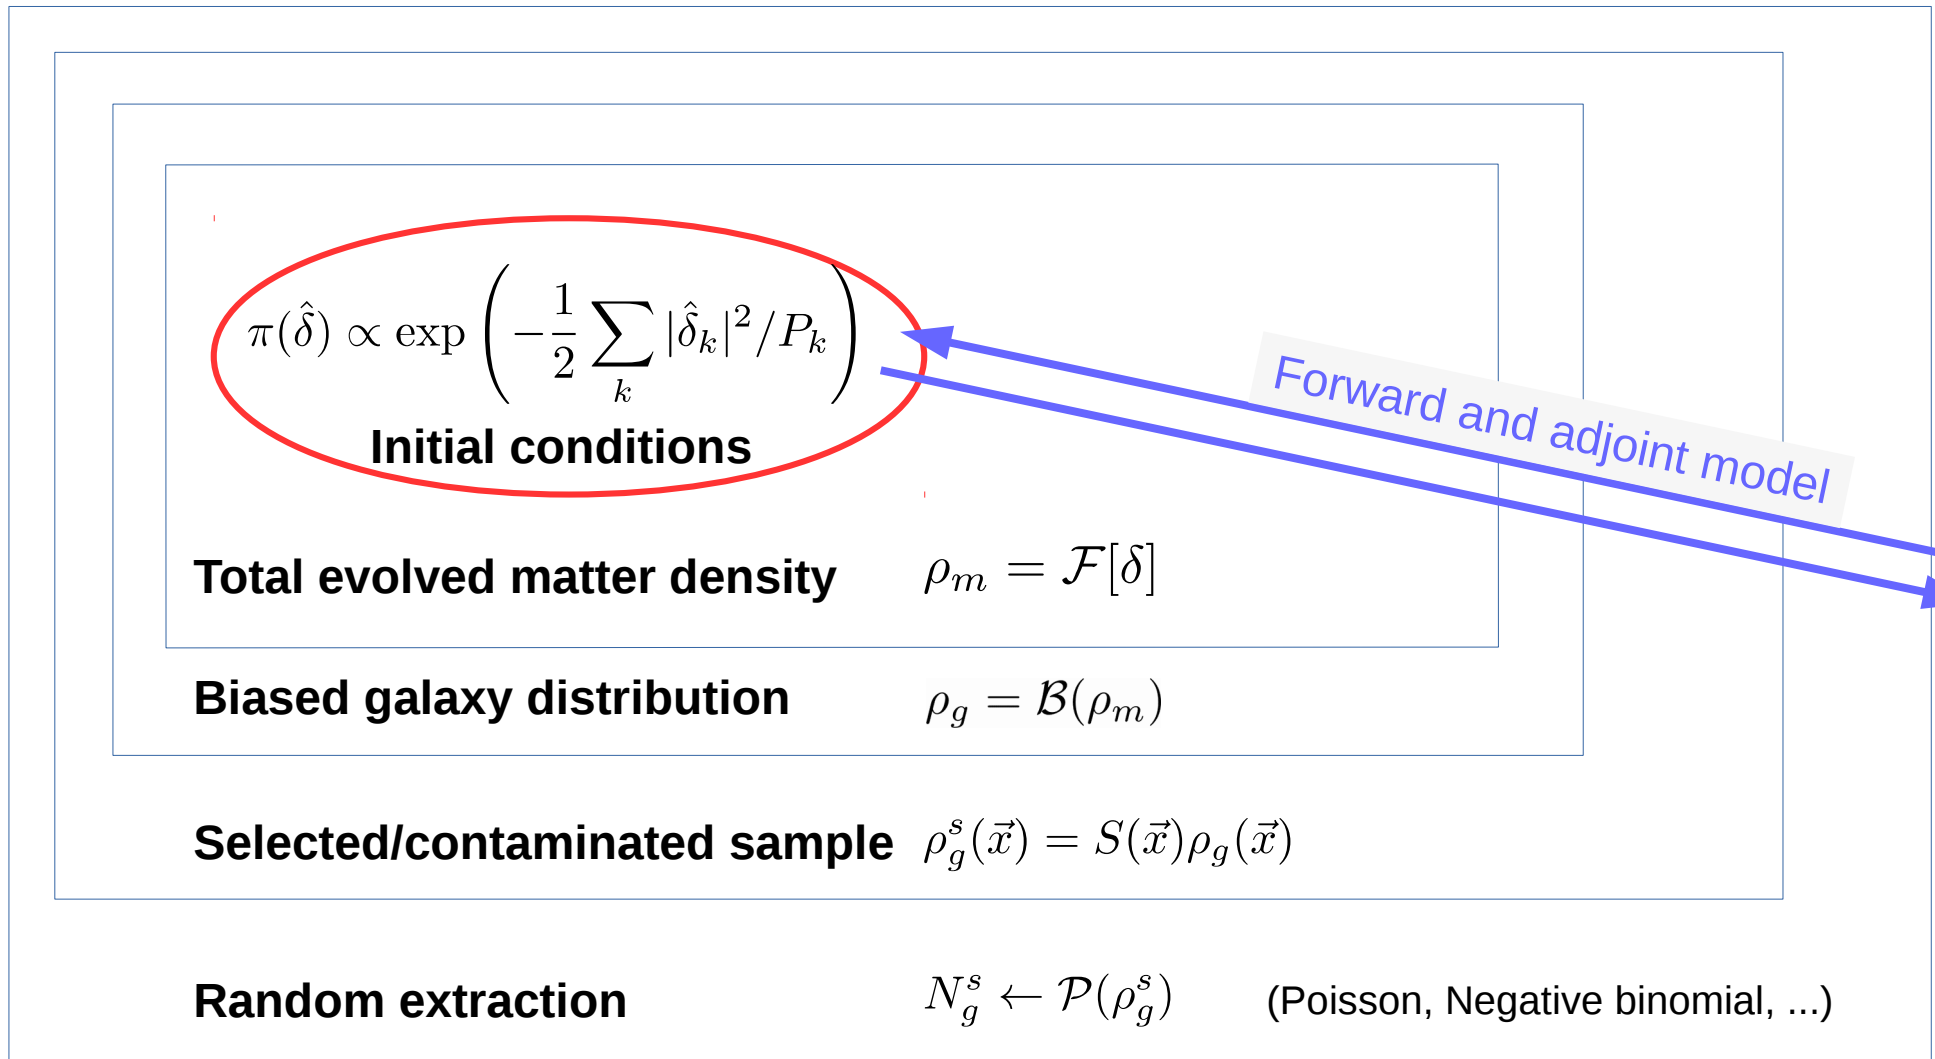 π(δ̂) ∝ exp ( −1/2 ∑_k |δ̂_k|²/P_k )
Initial conditions
Forward and adjoint model
Total evolved matter density ρ_m = ℱ[δ]
Biased galaxy distribution ρ_g = ℬ(ρ_m)
Selected/contaminated sample ρ_g^s(x⃗) = S(x⃗)ρ_g(x⃗)
Random extraction N_g^s ← 𝒫(ρ_g^s) (Poisson, Negative binomial, ...)